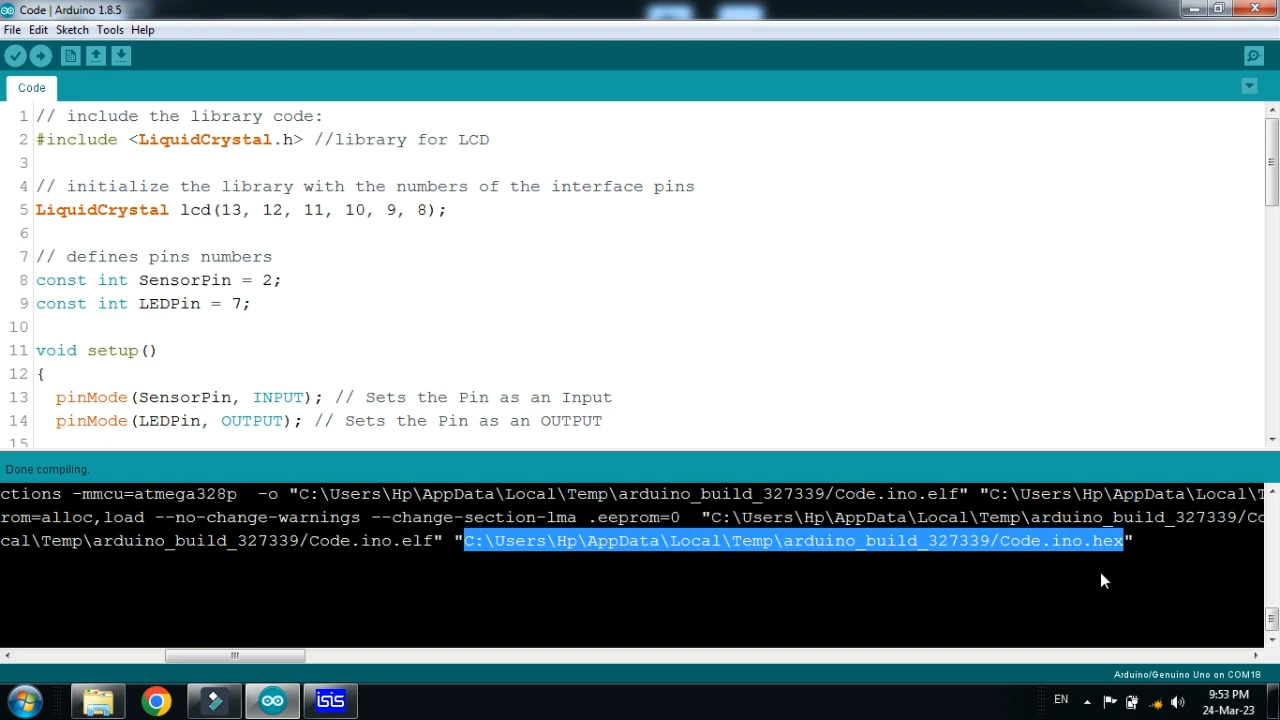 Code | Arduino 1.8.5
File Edit Sketch Tools Help
Code
1 // include the library code:
2 #include <LiquidCrystal.h> //library for LCD
3
4 // initialize the library with the numbers of the interface pins
5 LiquidCrystal lcd(13, 12, 11, 10, 9, 8);
6
7 // defines pins numbers
8 const int SensorPin = 2;
9 const int LEDPin = 7;
10
11 void setup()
12 {
13 pinMode(SensorPin, INPUT); // Sets the Pin as an Input
14 pinMode(LEDPin, OUTPUT); // Sets the Pin as an OUTPUT
15
Done compiling.
ctions -mmcu=atmega328p -o "C:\Users\Hp\AppData\Local\Temp\arduino_build_327339/Code.ino.elf" "C:\Users\Hp\AppData\Local\T
rom=alloc,load --no-change-warnings --change-section-lma .eeprom=0 "C:\Users\Hp\AppData\Local\Temp\arduino_build_327339/Co
cal\Temp\arduino_build_327339/Code.ino.elf" "C:\Users\Hp\AppData\Local\Temp\arduino_build_327339/Code.ino.hex"
Arduino/Genuino Uno on COM18
isis
EN
9:53 PM
24-Mar-23